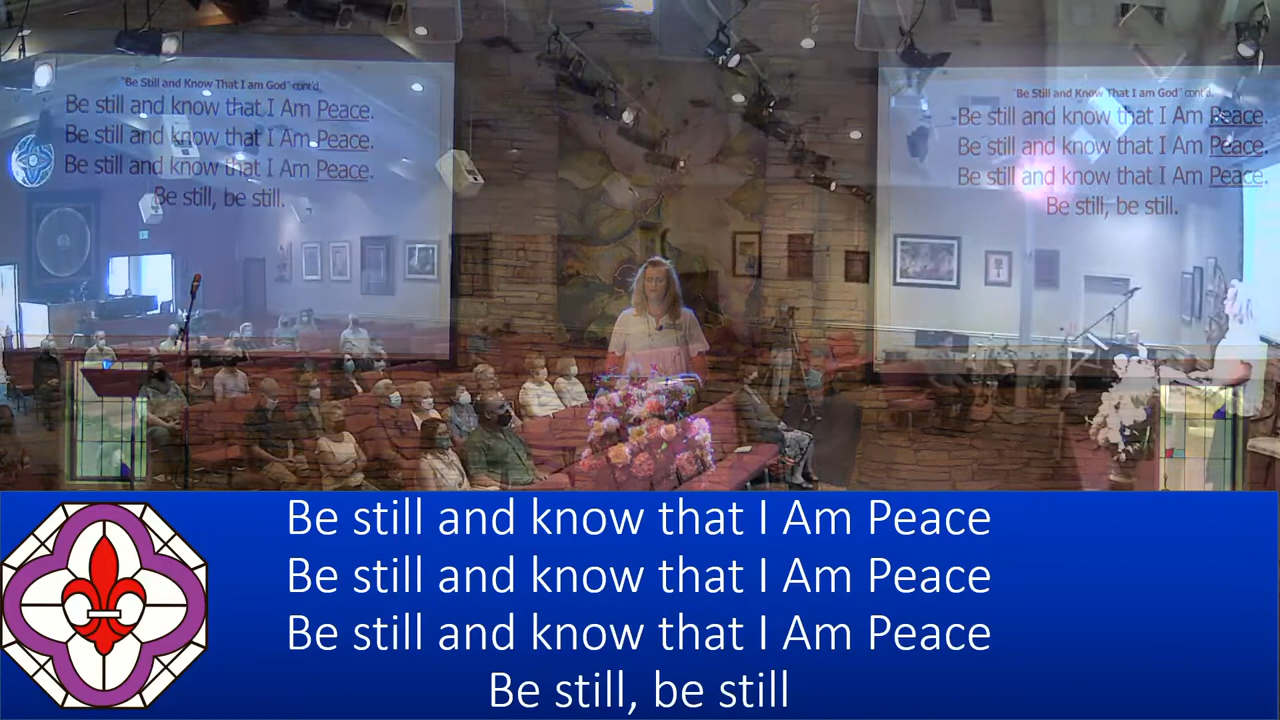 "Be Still and Know That I am God" cont'd.
Be still and know that I Am Peace.
Be still and know that I Am Peace.
Be still and know that I Am Peace.
Be still, be still.
"Be Still and Know That I am God" cont'd.
Be still and know that I Am Peace.
Be still and know that I Am Peace.
Be still and know that I Am Peace.
Be still, be still.
Be still and know that I Am Peace
Be still and know that I Am Peace
Be still and know that I Am Peace
Be still, be still